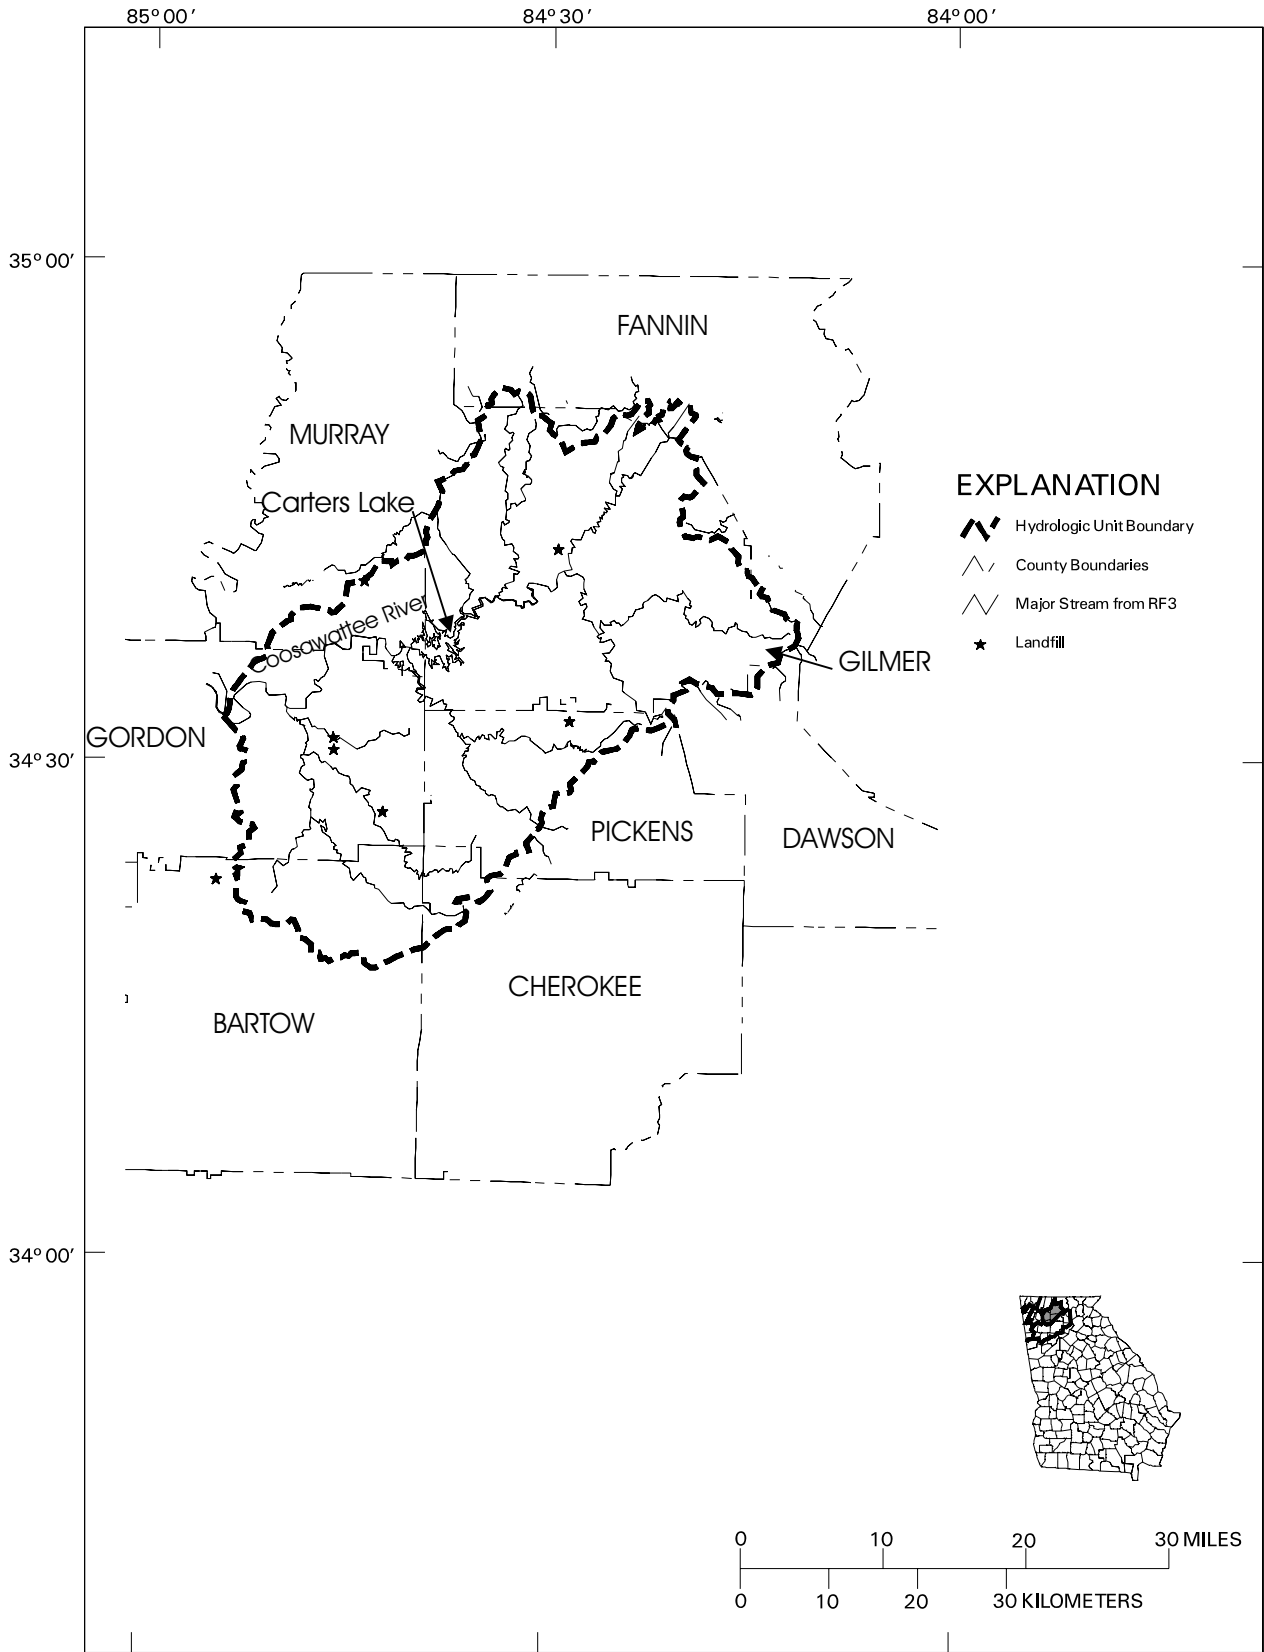 85° 00′
84° 30′
84° 00′
35° 00′
FANNIN
MURRAY
Carters Lake
EXPLANATION
Hydrologic Unit Boundary
County Boundaries
Major Stream from RF3
Landfill
Coosawattee River
GILMER
GORDON
34° 30′
PICKENS
DAWSON
CHEROKEE
BARTOW
34° 00′
0 10 20 30 MILES
0 10 20 30 KILOMETERS